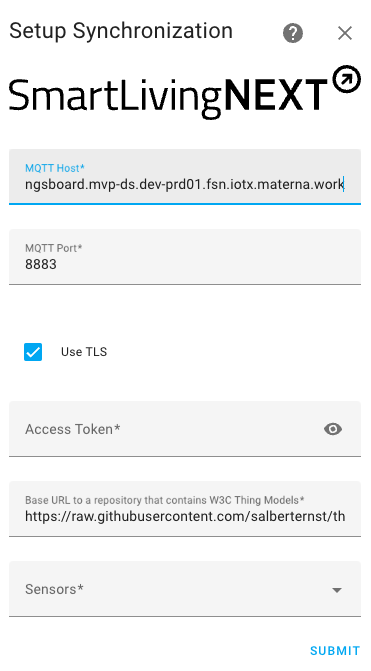 Setup Synchronization
SmartLivingNEXT
MQTT Host*
ngsboard.mvp-ds.dev-prd01.fsn.iotx.materna.work
MQTT Port*
8883
Use TLS
Access Token*
Base URL to a repository that contains W3C Thing Models*
https://raw.githubusercontent.com/salberternst/th
Sensors*
SUBMIT